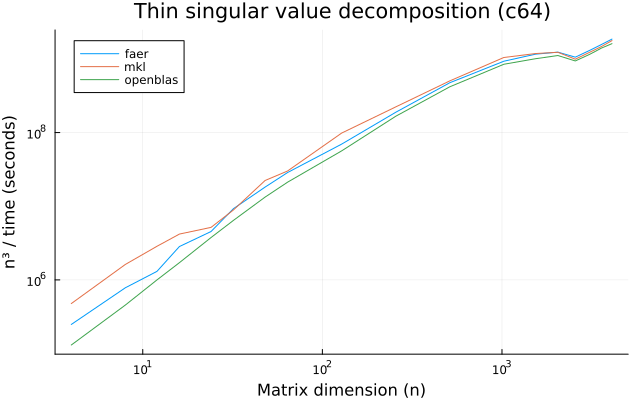 Thin singular value decomposition (c64)
faer
mkl
openblas
n³ / time (seconds)
10⁸
10⁶
10¹ 10² 10³
Matrix dimension (n)